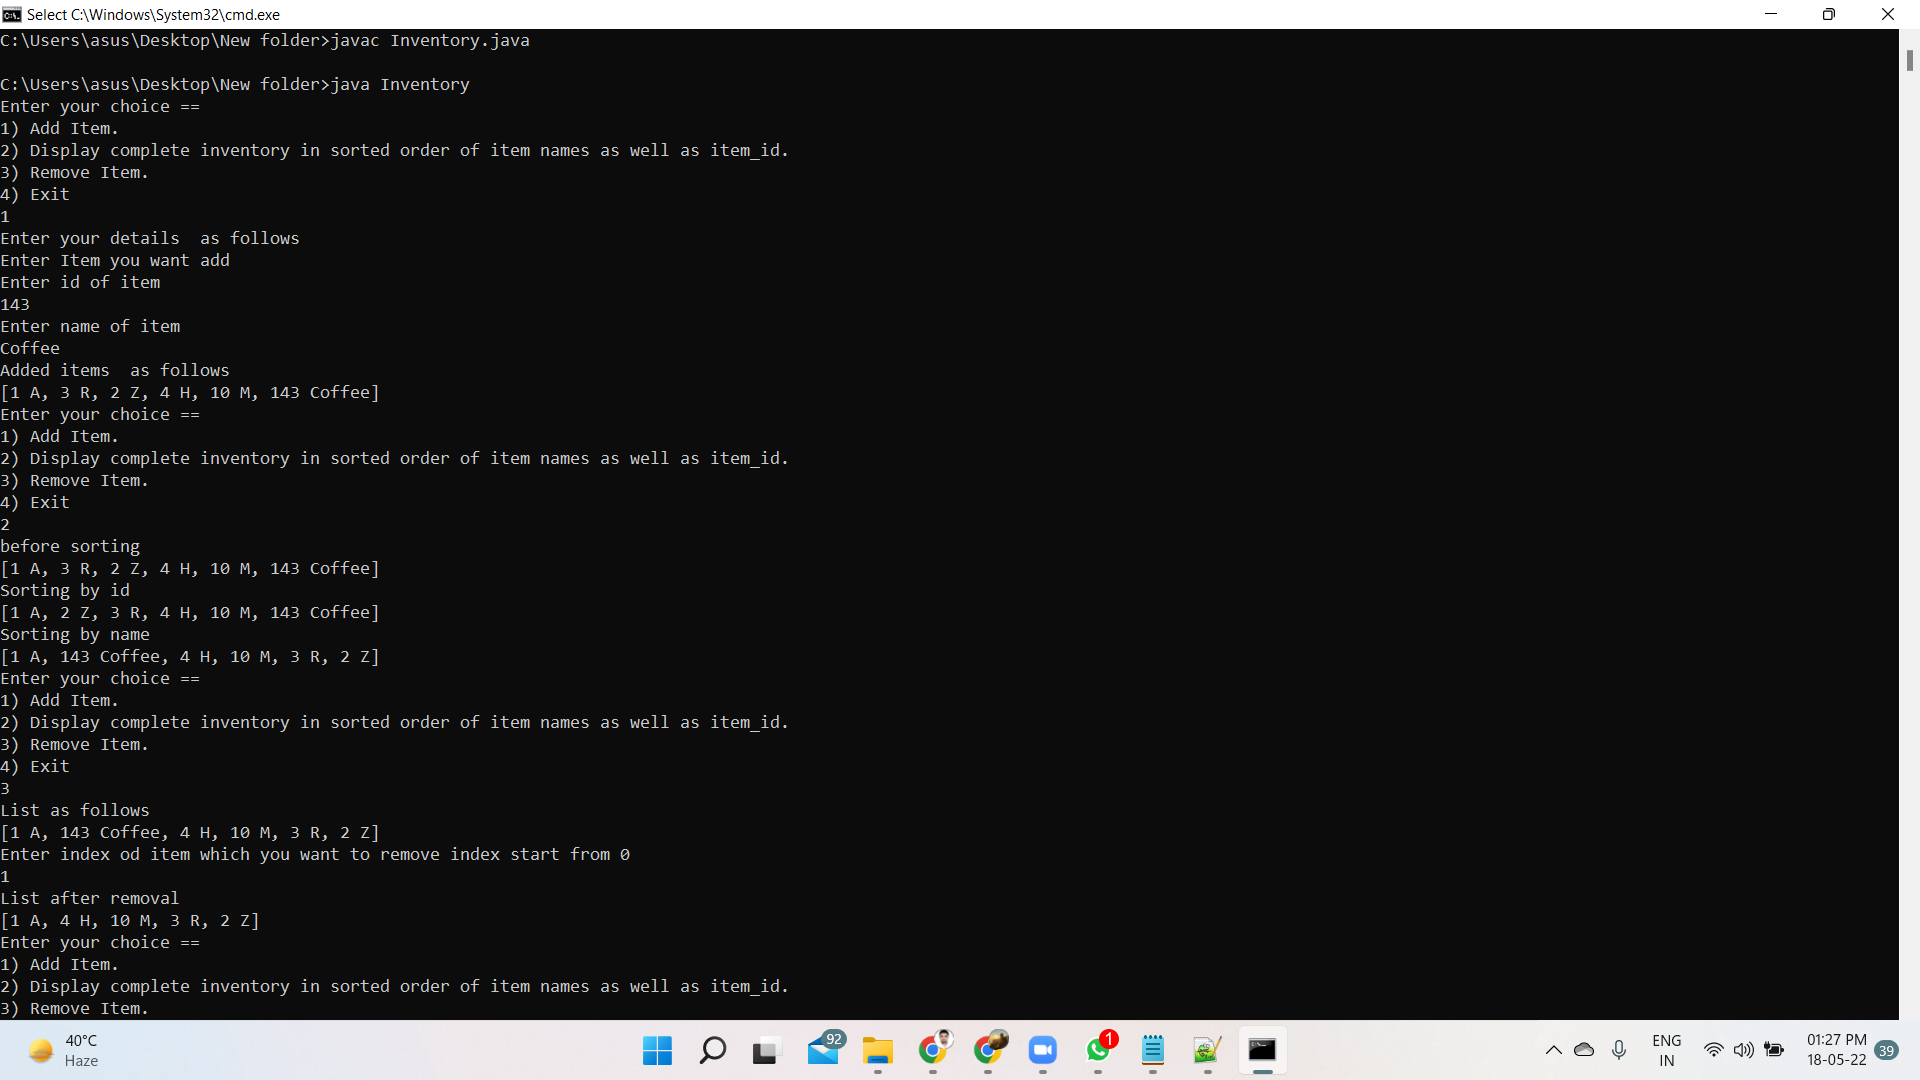 Select C:\Windows\System32\cmd.exe
C:\Users\asus\Desktop\New folder>javac Inventory.java
C:\Users\asus\Desktop\New folder>java Inventory
Enter your choice ==
1) Add Item.
2) Display complete inventory in sorted order of item names as well as item_id.
3) Remove Item.
4) Exit
1
Enter your details  as follows
Enter Item you want add
Enter id of item
143
Enter name of item
Coffee
Added items  as follows
[1 A, 3 R, 2 Z, 4 H, 10 M, 143 Coffee]
Enter your choice ==
1) Add Item.
2) Display complete inventory in sorted order of item names as well as item_id.
3) Remove Item.
4) Exit
2
before sorting
[1 A, 3 R, 2 Z, 4 H, 10 M, 143 Coffee]
Sorting by id
[1 A, 2 Z, 3 R, 4 H, 10 M, 143 Coffee]
Sorting by name
[1 A, 143 Coffee, 4 H, 10 M, 3 R, 2 Z]
Enter your choice ==
1) Add Item.
2) Display complete inventory in sorted order of item names as well as item_id.
3) Remove Item.
4) Exit
3
List as follows
[1 A, 143 Coffee, 4 H, 10 M, 3 R, 2 Z]
Enter index od item which you want to remove index start from 0
1
List after removal
[1 A, 4 H, 10 M, 3 R, 2 Z]
Enter your choice ==
1) Add Item.
2) Display complete inventory in sorted order of item names as well as item_id.
3) Remove Item.
40°C
Haze
92
1
ENG
IN
01:27 PM
18-05-22
39